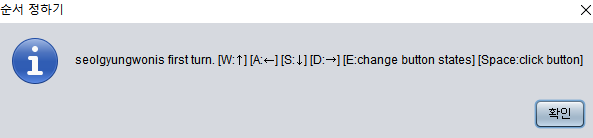 순서 정하기
seolgyungwonis first turn. [W:↑] [A:←] [S:↓] [D:→] [E:change button states] [Space:click button]
확인